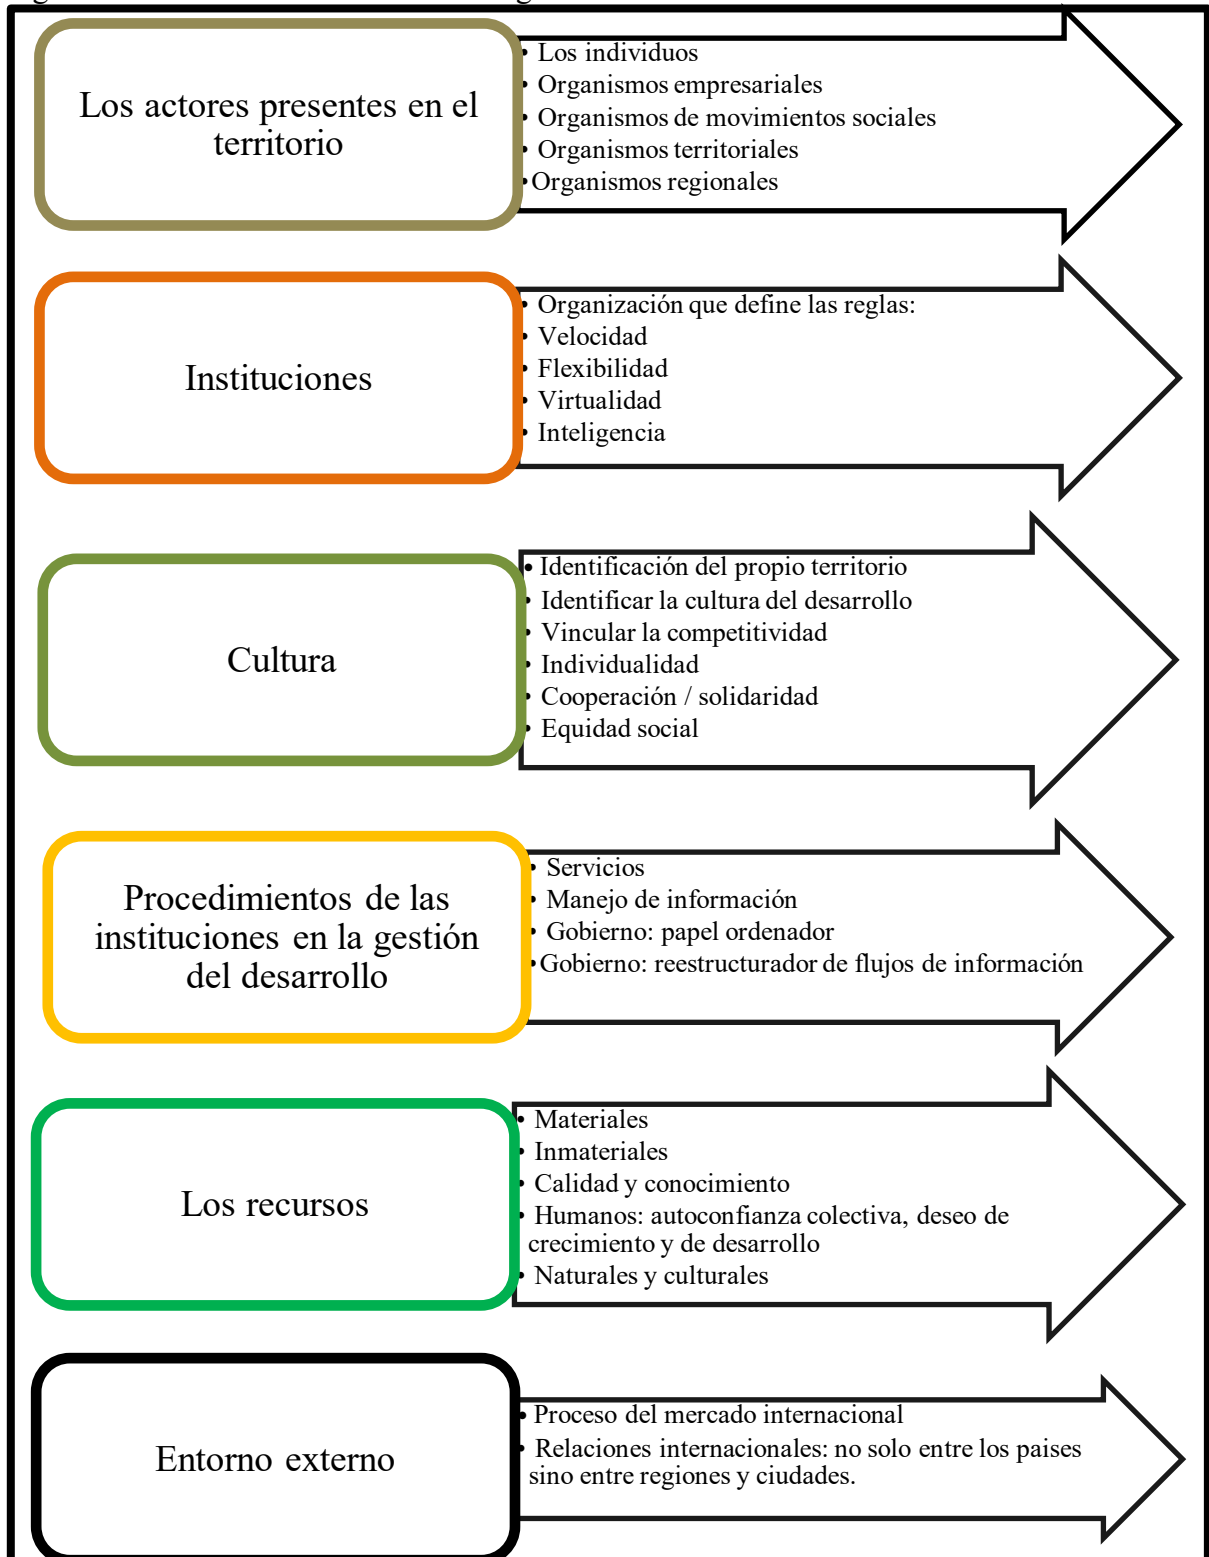 Los actores presentes en el
territorio
• Los individuos
• Organismos empresariales
• Organismos de movimientos sociales
• Organismos territoriales
• Organismos regionales
Instituciones
• Organización que define las reglas:
• Velocidad
• Flexibilidad
• Virtualidad
• Inteligencia
Cultura
• Identificación del propio territorio
• Identificar la cultura del desarrollo
• Vincular la competitividad
• Individualidad
• Cooperación / solidaridad
• Equidad social
Procedimientos de las
instituciones en la gestión
del desarrollo
• Servicios
• Manejo de información
• Gobierno: papel ordenador
• Gobierno: reestructurador de flujos de información
Los recursos
• Materiales
• Inmateriales
• Calidad y conocimiento
• Humanos: autoconfianza colectiva, deseo de
crecimiento y de desarrollo
• Naturales y culturales
Entorno externo
• Proceso del mercado internacional
• Relaciones internacionales: no solo entre los paises
sino entre regiones y ciudades.